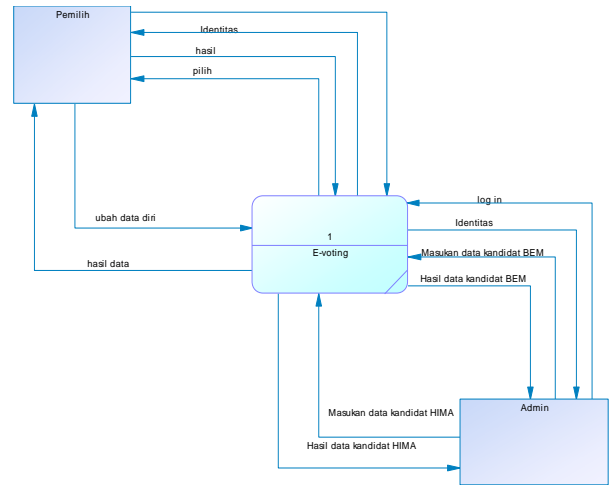 Pemilih
Identitas
hasil
pilih
log in
ubah data diri
Identitas
1
E-voting
Masukan data kandidat BEM
hasil data
Hasil data kandidat BEM
Admin
Masukan data kandidat HIMA
Hasil data kandidat HIMA